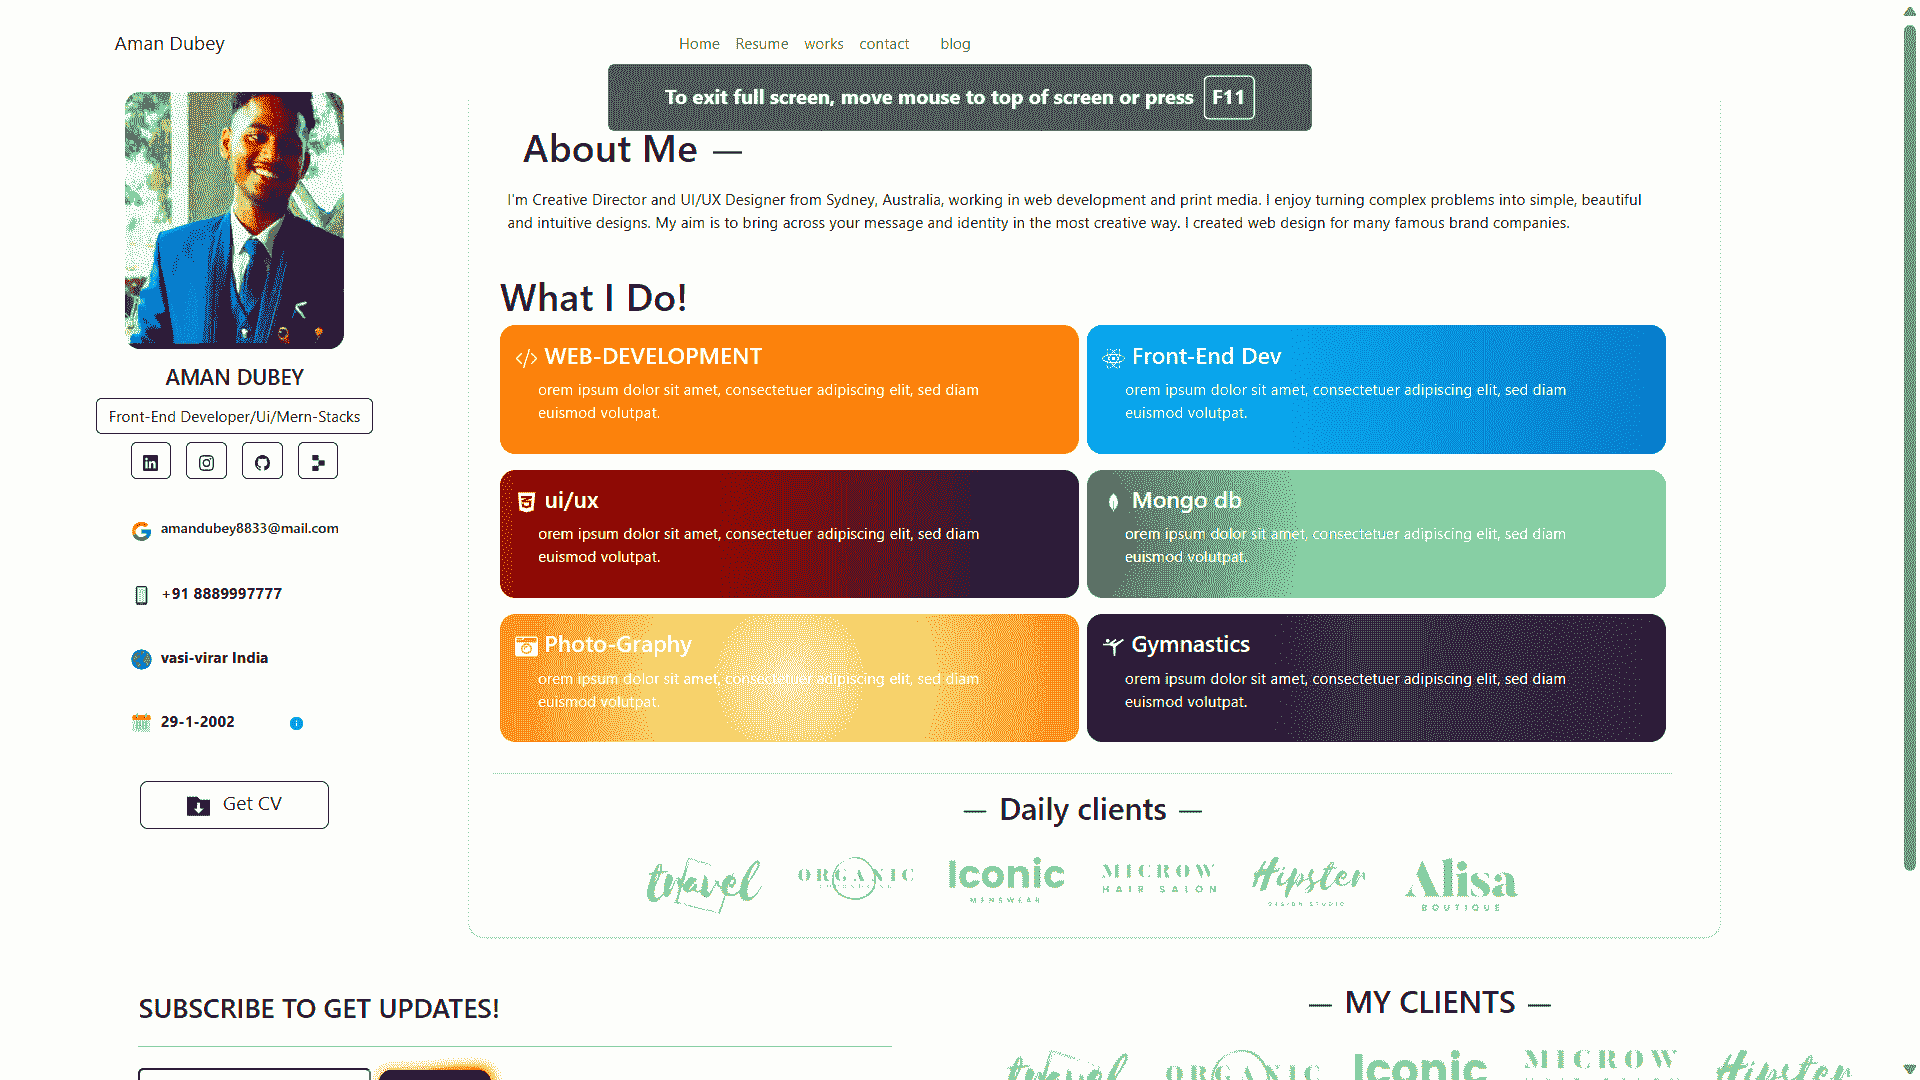 Aman Dubey
Home Resume works contact blog
To exit full screen, move mouse to top of screen or press F11
AMAN DUBEY
Front-End Developer/Ui/Mern-Stacks
amandubey8833@mail.com
+91 8889997777
vasi-virar India
29-1-2002
Get CV
About Me —
I'm Creative Director and UI/UX Designer from Sydney, Australia, working in web development and print media. I enjoy turning complex problems into simple, beautiful
and intuitive designs. My aim is to bring across your message and identity in the most creative way. I created web design for many famous brand companies.
What I Do!
WEB-DEVELOPMENT
orem ipsum dolor sit amet, consectetuer adipiscing elit, sed diam
euismod volutpat.
Front-End Dev
orem ipsum dolor sit amet, consectetuer adipiscing elit, sed diam
euismod volutpat.
ui/ux
orem ipsum dolor sit amet, consectetuer adipiscing elit, sed diam
euismod volutpat.
Mongo db
orem ipsum dolor sit amet, consectetuer adipiscing elit, sed diam
euismod volutpat.
Photo-Graphy
orem ipsum dolor sit amet, consectetuer adipiscing elit, sed diam
euismod volutpat.
Gymnastics
orem ipsum dolor sit amet, consectetuer adipiscing elit, sed diam
euismod volutpat.
— Daily clients —
travel
ORGANIC
Iconic
MENSWEAR
MICROW
HAIR SALON
Hipster
DESIGN STUDIO
Alisa
BOUTIQUE
SUBSCRIBE TO GET UPDATES!
— MY CLIENTS —
travel
ORGANIC
Iconic
MICROW
Hipster